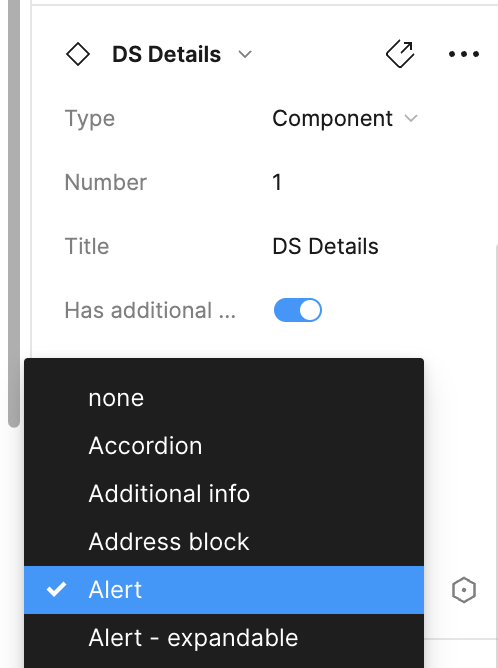 DS Details
Type Component
Number 1
Title DS Details
Has additional ...
none
Accordion
Additional info
Address block
Alert
Alert - expandable